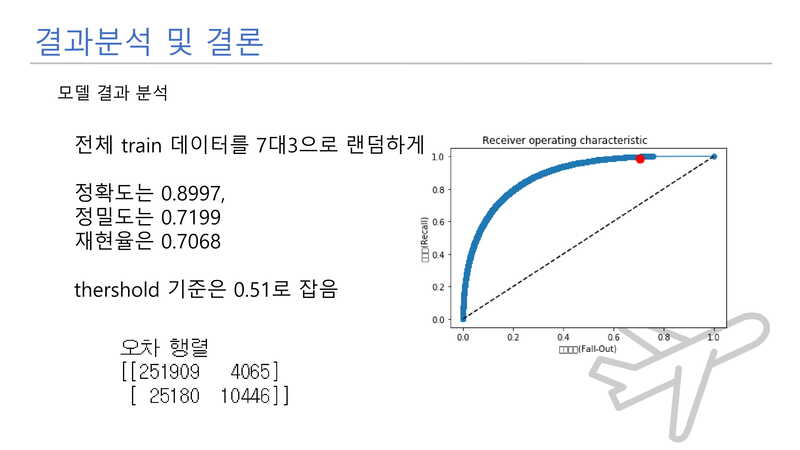 결과분석 및 결론
모델 결과 분석
전체 train 데이터를 7대3으로 랜덤하게
정확도는 0.8997,
정밀도는 0.7199
재현율은 0.7068
thershold 기준은 0.51로 잡음
오차 행렬
[[251909 4065]
[ 25180 10446]]
Receiver operating characteristic
1.0
0.8
0.6
0.4
0.2
0.0
(Recall)
0.0 0.2 0.4 0.6 0.8 1.0
(Fall-Out)